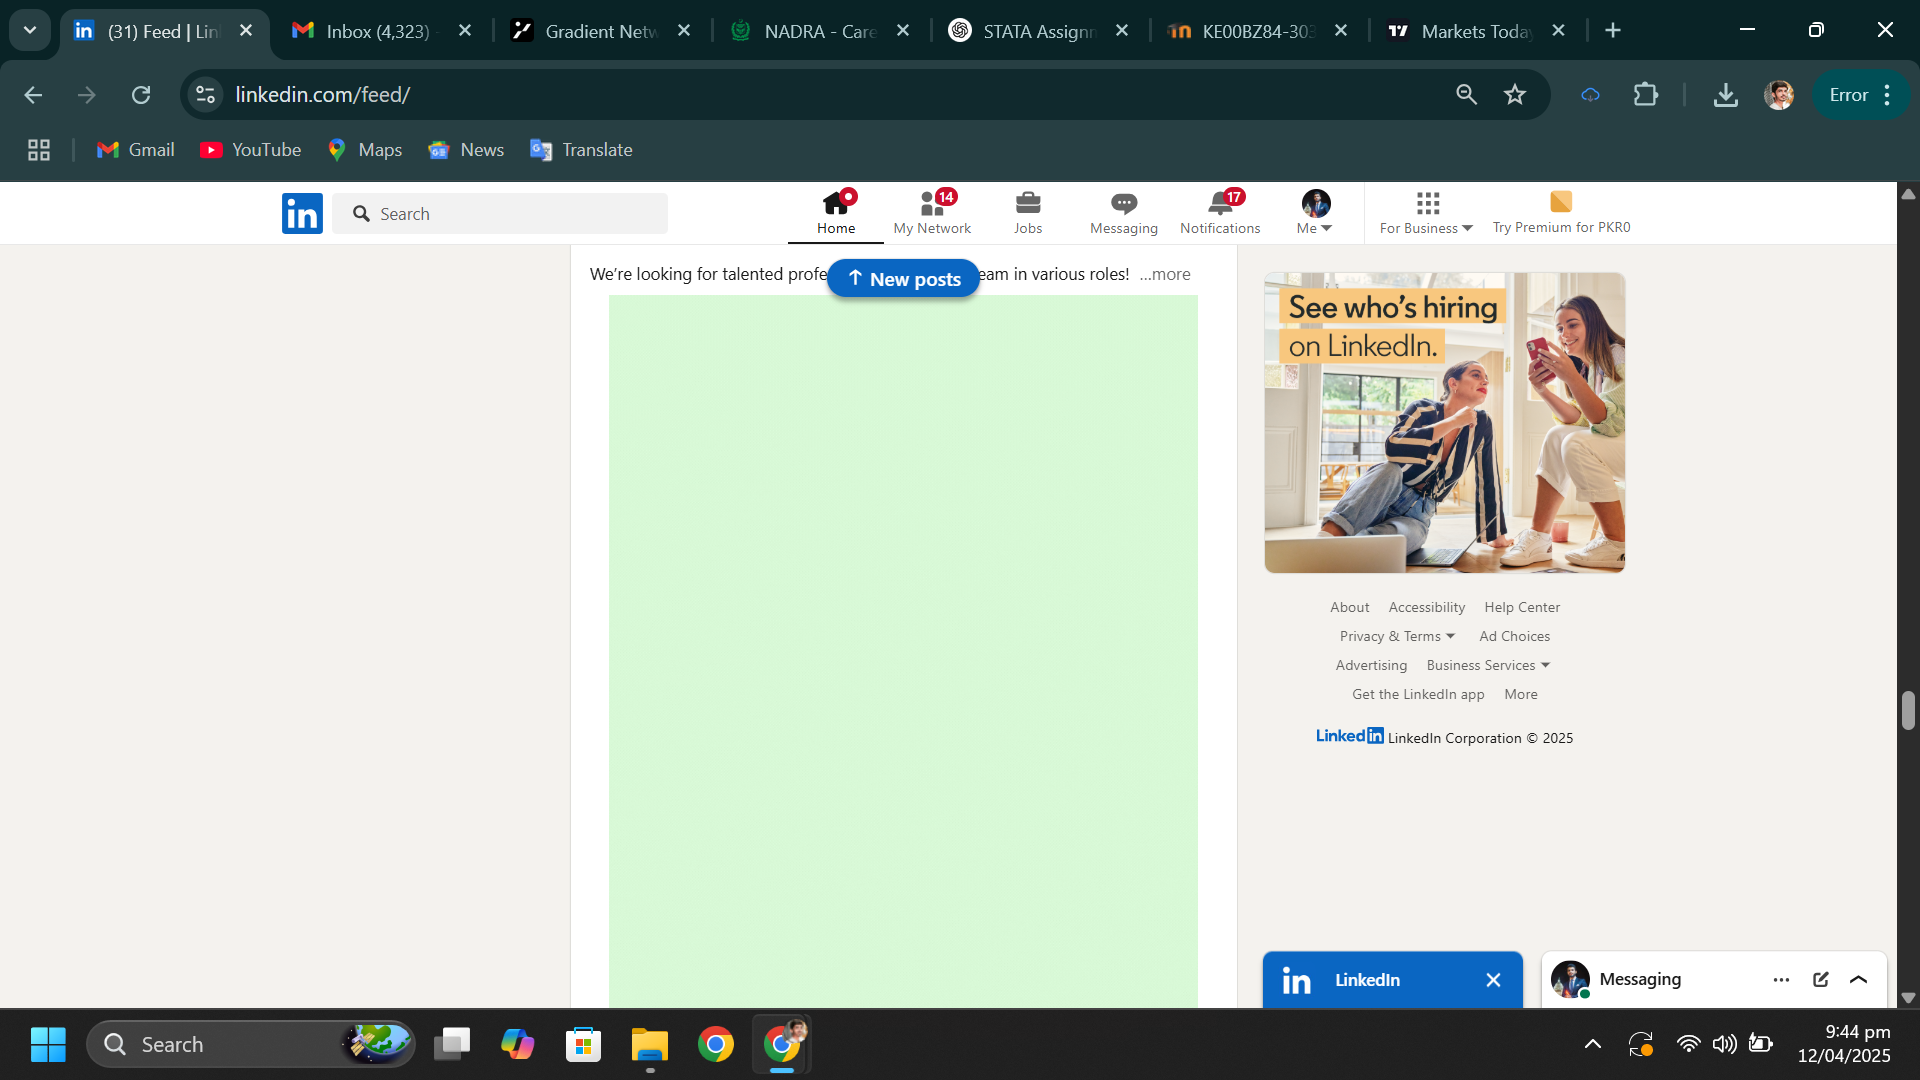 (31) Feed | Lin
Inbox (4,323)
Gradient Netw
NADRA - Care
STATA Assignm
KE00BZ84-303
Markets Today
linkedin.com/feed/
Error
Gmail
YouTube
Maps
News
Translate
in
Search
Home
14
My Network
Jobs
Messaging
17
Notifications
Me
For Business
Try Premium for PKR0
We're looking for talented profe
New posts
eam in various roles! ...more
See who's hiring
on LinkedIn.
About Accessibility Help Center
Privacy & Terms Ad Choices
Advertising Business Services
Get the LinkedIn app More
Linked in LinkedIn Corporation © 2025
in LinkedIn
Messaging
Search
9:44 pm
12/04/2025